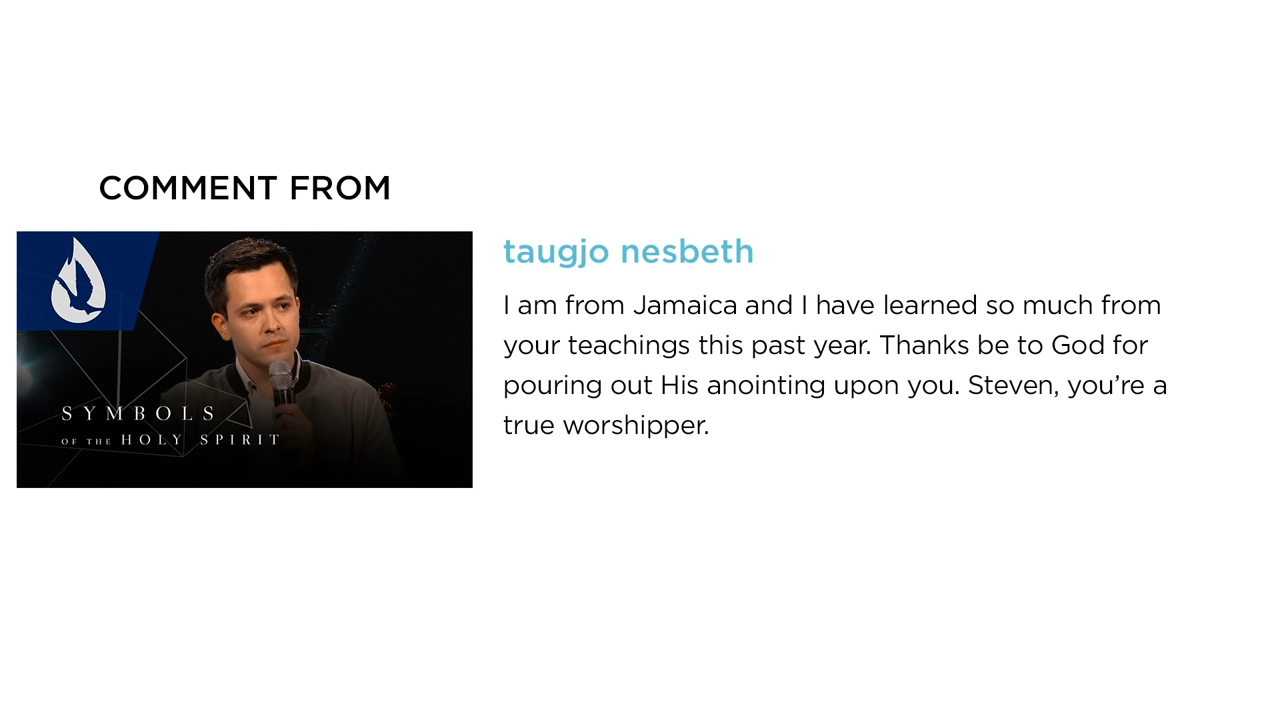 COMMENT FROM
SYMBOLS
OF THE HOLY SPIRIT
taugjo nesbeth
I am from Jamaica and I have learned so much from
your teachings this past year. Thanks be to God for
pouring out His anointing upon you. Steven, you’re a
true worshipper.